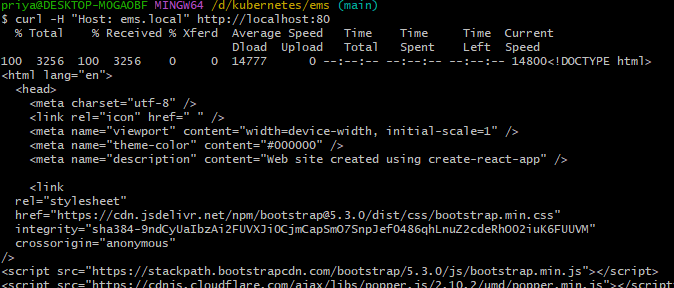 priya@DESKTOP-MOGAOBF MINGW64 /d/kubernetes/ems (main)
$ curl -H "Host: ems.local" http://localhost:80
  % Total    % Received % Xferd  Average Speed   Time    Time     Time  Current
                                 Dload  Upload   Total   Spent    Left  Speed
100  3256  100  3256    0     0  14777      0 --:--:-- --:--:-- --:--:-- 14800<!DOCTYPE html>
<html lang="en">
  <head>
    <meta charset="utf-8" />
    <link rel="icon" href=" " />
    <meta name="viewport" content="width=device-width, initial-scale=1" />
    <meta name="theme-color" content="#000000" />
    <meta name="description" content="Web site created using create-react-app" />
    <link
  rel="stylesheet"
  href="https://cdn.jsdelivr.net/npm/bootstrap@5.3.0/dist/css/bootstrap.min.css"
  integrity="sha384-9ndCyUaIbzAi2FUVXJi0CjmCapSmO7SnpJef0486qhLnuZ2cdeRhO02iuK6FUUVM"
  crossorigin="anonymous"
/>
<script src="https://stackpath.bootstrapcdn.com/bootstrap/5.3.0/js/bootstrap.min.js"></script>
<script src="https://cdnjs.cloudflare.com/ajax/libs/popper.js/2.10.2/umd/popper.min.js"></script>